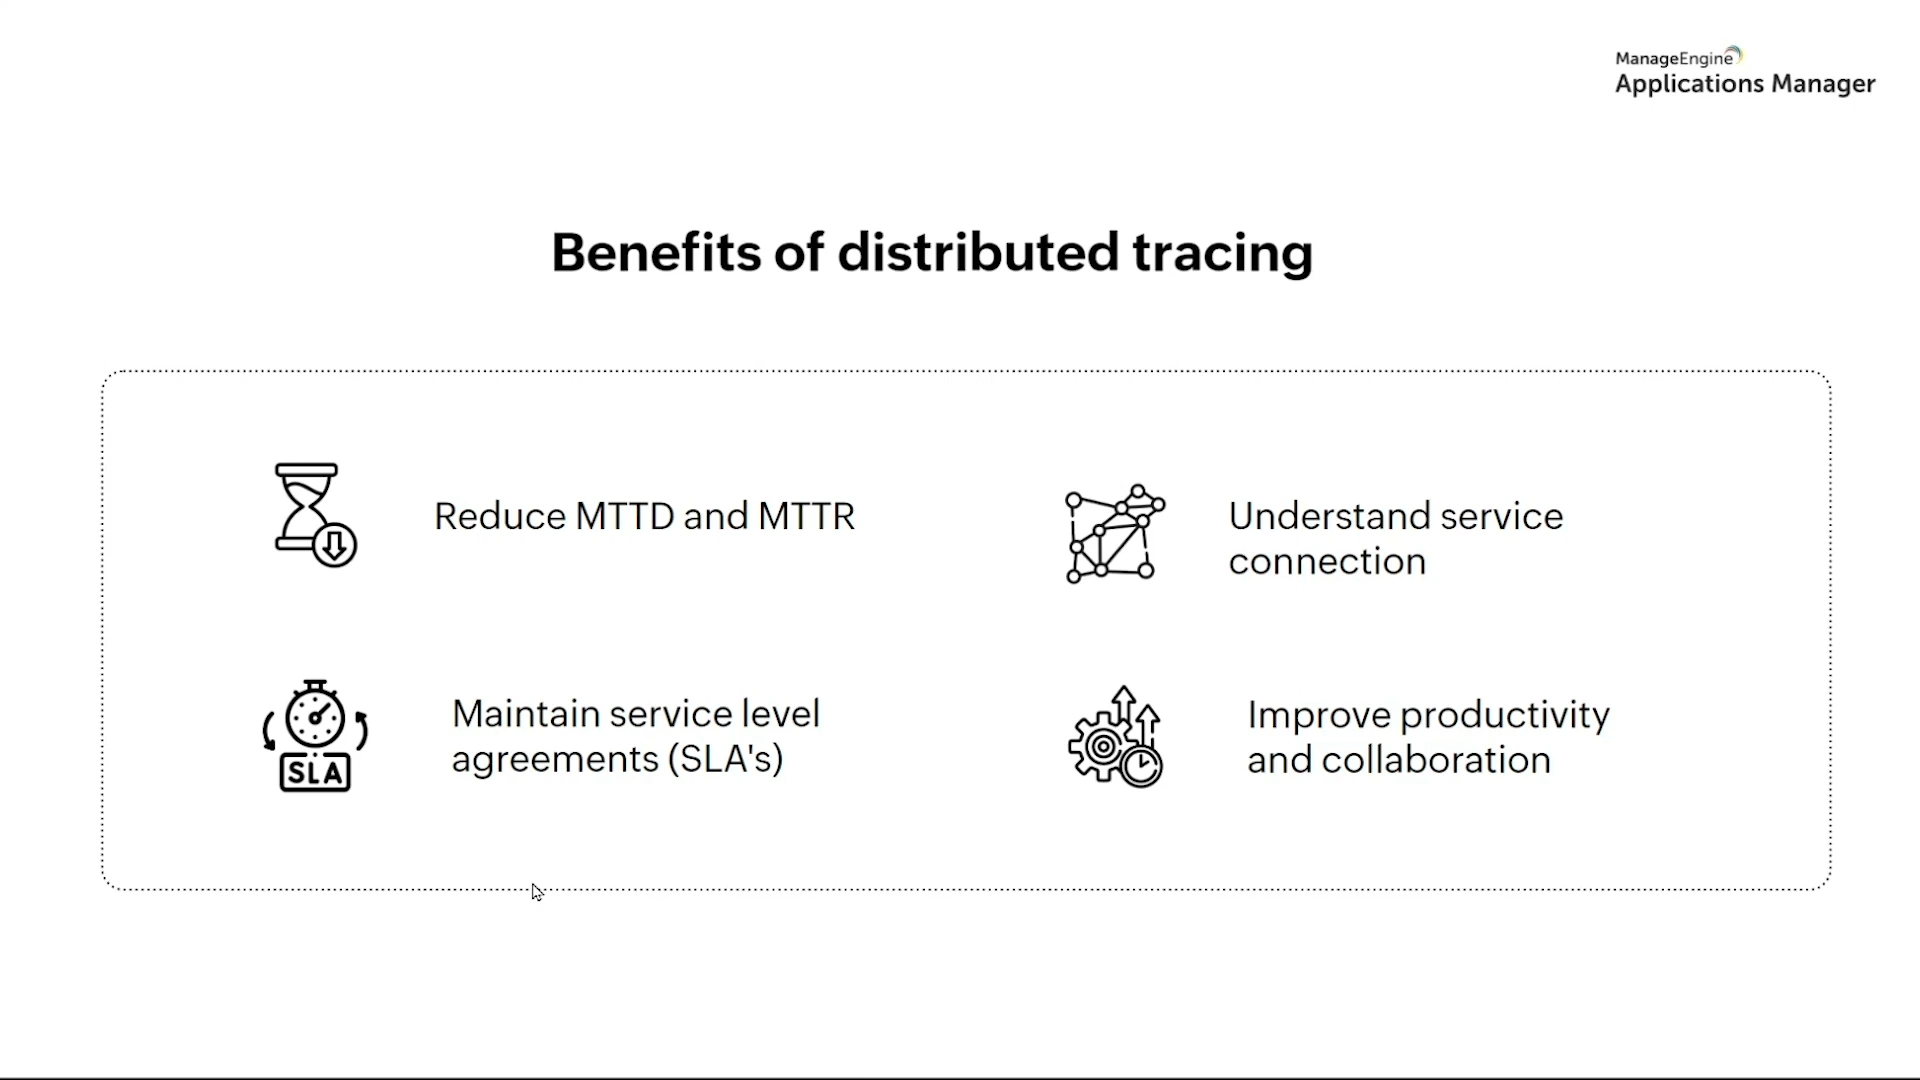 ManageEngine
Applications Manager
Benefits of distributed tracing
Reduce MTTD and MTTR
Understand service
connection
SLA
Maintain service level
agreements (SLA's)
Improve productivity
and collaboration